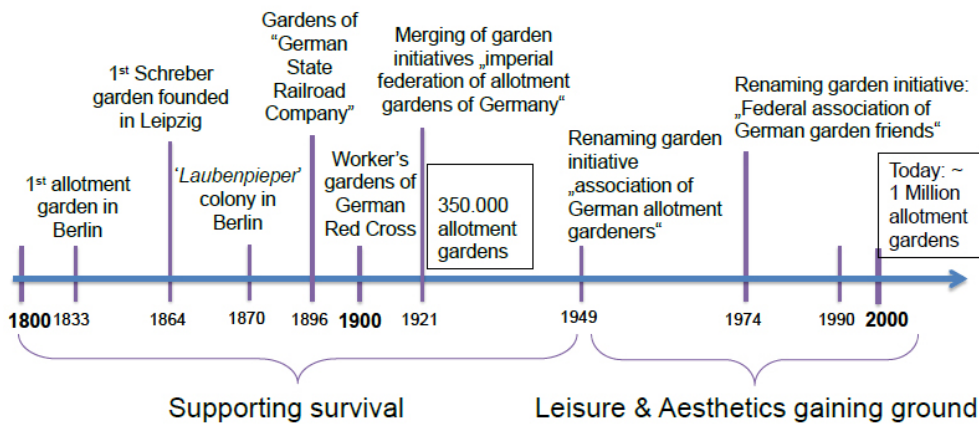 1st allotment
garden in
Berlin
1st Schreber
garden founded
in Leipzig
'Laubenpieper'
colony in
Berlin
Gardens of
“German
State
Railroad
Company”
Worker's
gardens of
German
Red Cross
Merging of garden
initiatives „imperial
federation of allotment
gardens of Germany“
350.000
allotment
gardens
Renaming garden
initiative
„association of
German allotment
gardeners“
Renaming garden initiative:
„Federal association of
German garden friends“
Today: ~
1 Million
allotment
gardens
1800 1833 1864 1870 1896 1900 1921 1949 1974 1990 2000
Supporting survival
Leisure & Aesthetics gaining ground